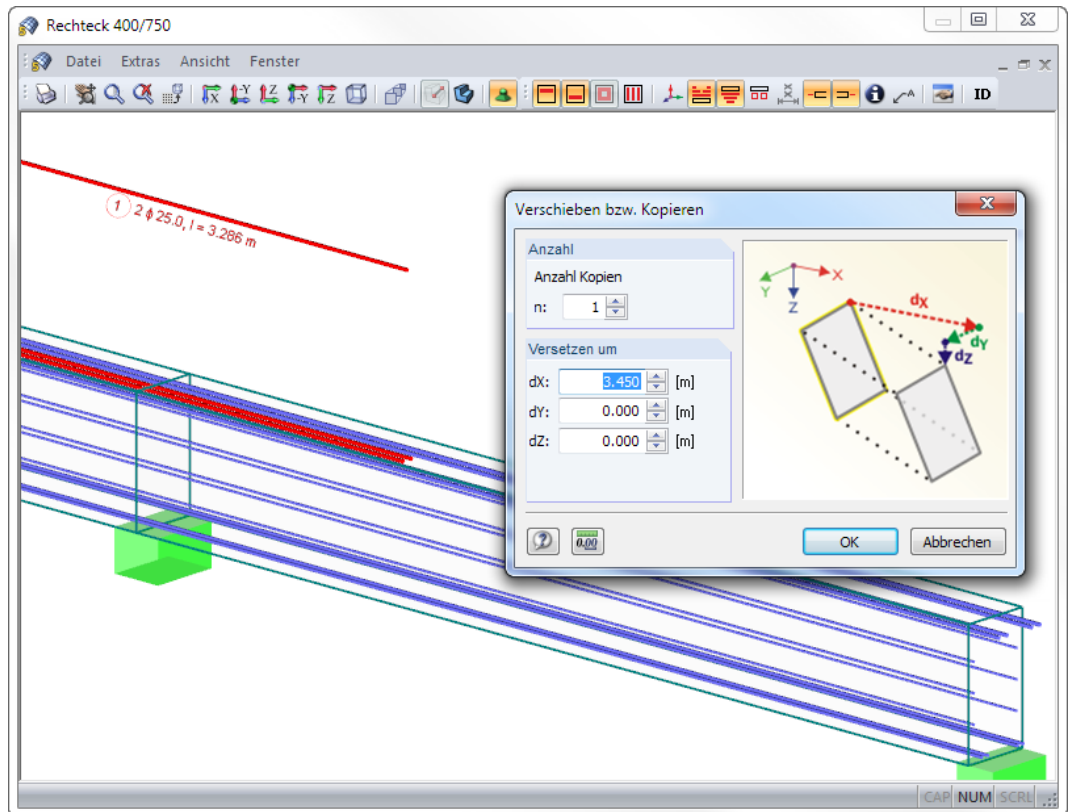 Rechteck 400/750
Datei Extras Ansicht Fenster
X -Y Z -Y Z ID
1 2 ϕ 25.0, l = 3.286 m
Verschieben bzw. Kopieren
Anzahl
Anzahl Kopien
n: 1
Versetzen um
dX: 3.450 [m]
dY: 0.000 [m]
dZ: 0.000 [m]
X
Y
Z
dX
dY
dZ
0.00
OK Abbrechen
CAP NUM SCRL